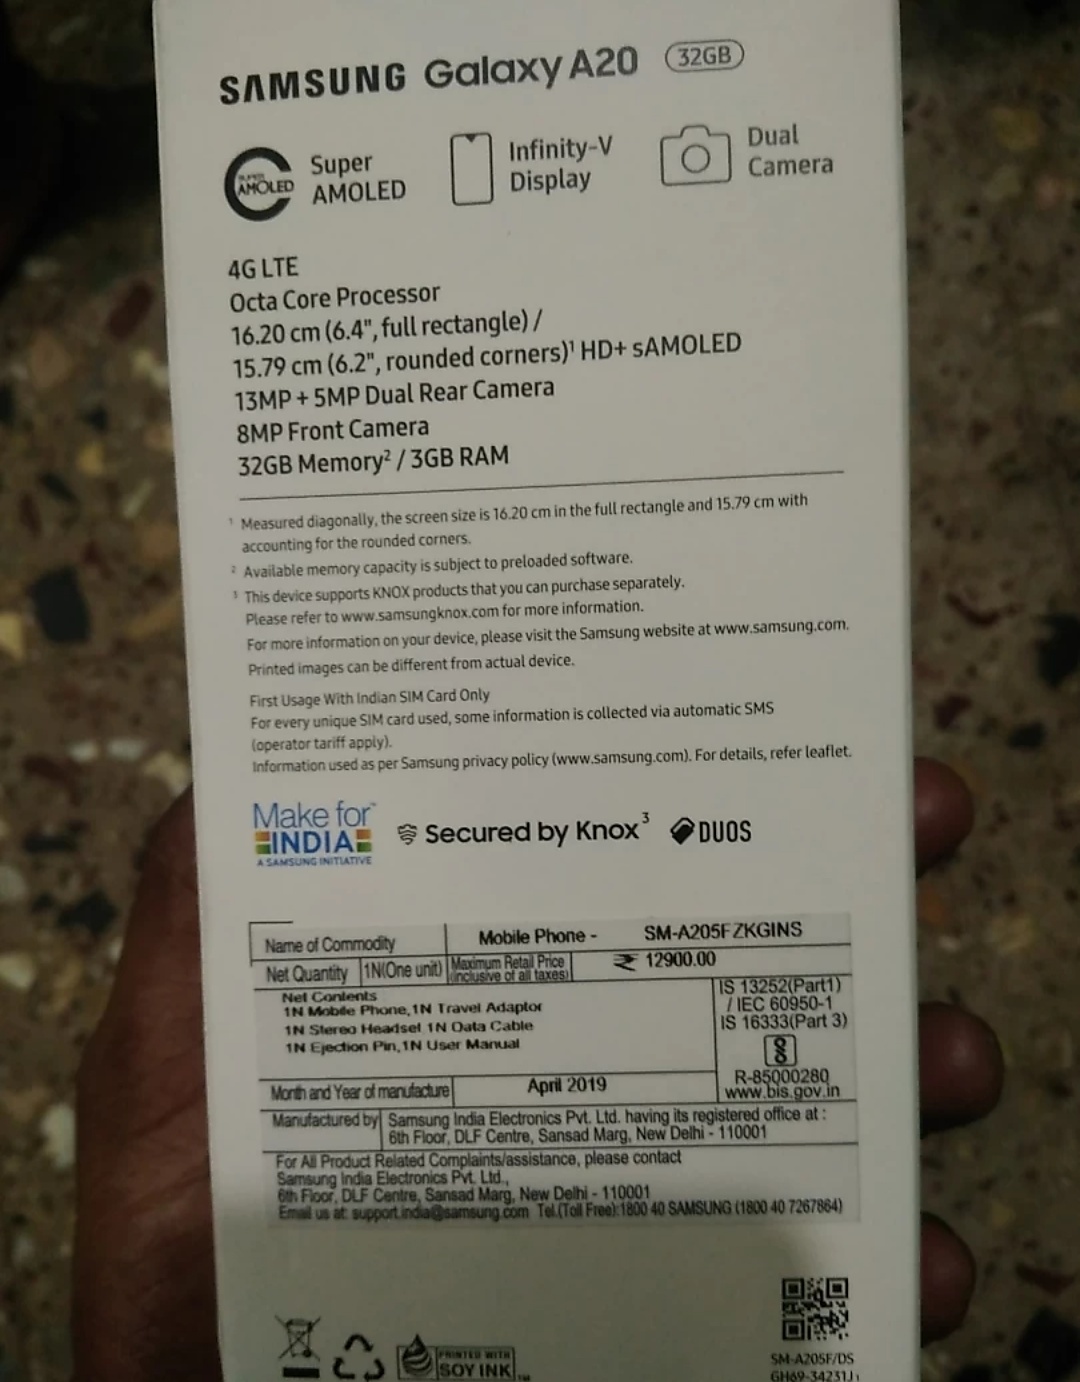 SAMSUNG Galaxy A20 32GB
SUPER AMOLED Super AMOLED
Infinity-V Display
Dual Camera
4G LTE
Octa Core Processor
16.20 cm (6.4", full rectangle) /
15.79 cm (6.2", rounded corners)¹ HD+ sAMOLED
13MP + 5MP Dual Rear Camera
8MP Front Camera
32GB Memory² / 3GB RAM
¹ Measured diagonally, the screen size is 16.20 cm in the full rectangle and 15.79 cm with
accounting for the rounded corners.
² Available memory capacity is subject to preloaded software.
³ This device supports KNOX products that you can purchase separately.
Please refer to www.samsungknox.com for more information.
For more information on your device, please visit the Samsung website at www.samsung.com.
Printed images can be different from actual device.
First Usage With Indian SIM Card Only
For every unique SIM card used, some information is collected via automatic SMS
(operator tariff apply).
Information used as per Samsung privacy policy (www.samsung.com). For details, refer leaflet.
Make for™
INDIA
A SAMSUNG INITIATIVE
Secured by Knox³
DUOS
Name of Commodity Mobile Phone - SM-A205FZKGINS
Net Quantity 1N(One unit) Maximum Retail Price (inclusive of all taxes) ₹ 12900.00
Net Contents
1N Mobile Phone,1N Travel Adaptor
1N Stereo Headset 1N Data Cable
1N Ejection Pin,1N User Manual
IS 13252(Part1)
/ IEC 60950-1
IS 16333(Part 3)
R-85000280
www.bis.gov.in
Month and Year of manufacture April 2019
Manufactured by Samsung India Electronics Pvt. Ltd. having its registered office at :
6th Floor, DLF Centre, Sansad Marg, New Delhi - 110001
For All Product Related Complaints/assistance, please contact
Samsung India Electronics Pvt. Ltd.,
6th Floor, DLF Centre, Sansad Marg, New Delhi - 110001
Email us at: support.india@samsung.com Tel.(Toll Free):1800 40 SAMSUNG (1800 40 7267864)
PRINTED WITH
SOY INK™
SM-A205F/DS
GH69-34231J